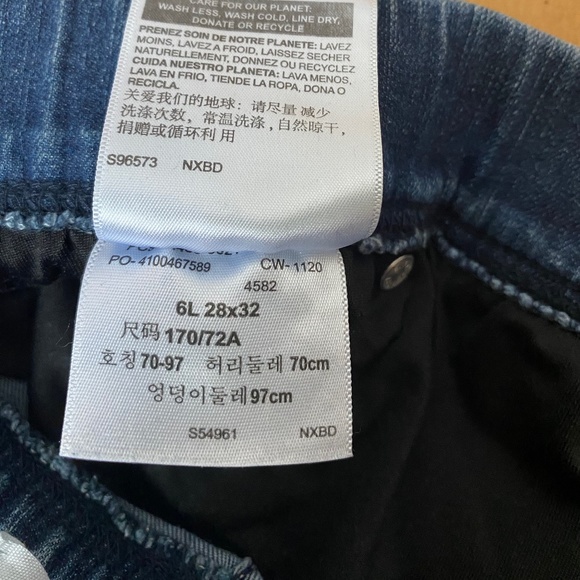 CARE FOR OUR PLANET:
WASH LESS, WASH COLD, LINE DRY,
DONATE OR RECYCLE
PRENEZ SOIN DE NOTRE PLANETE: LAVEZ
MOINS, LAVEZ A FROID, LAISSEZ SECHER
NATURELLEMENT, DONNEZ OU RECYCLEZ
CUIDA NUESTRO PLANETA: LAVA MENOS,
LAVA EN FRIO, TIENDE LA ROPA, DONA O
RECICLA.
关爱我们的地球: 请尽量减少
洗涤次数, 常温洗涤, 自然晾干,
捐赠或循环利用
S96573 NXBD
PO-4100467589 CW-1120
4582
6L 28x32
尺码 170/72A
호칭 70-97 허리둘레 70cm
엉덩이둘레 97cm
S54961 NXBD